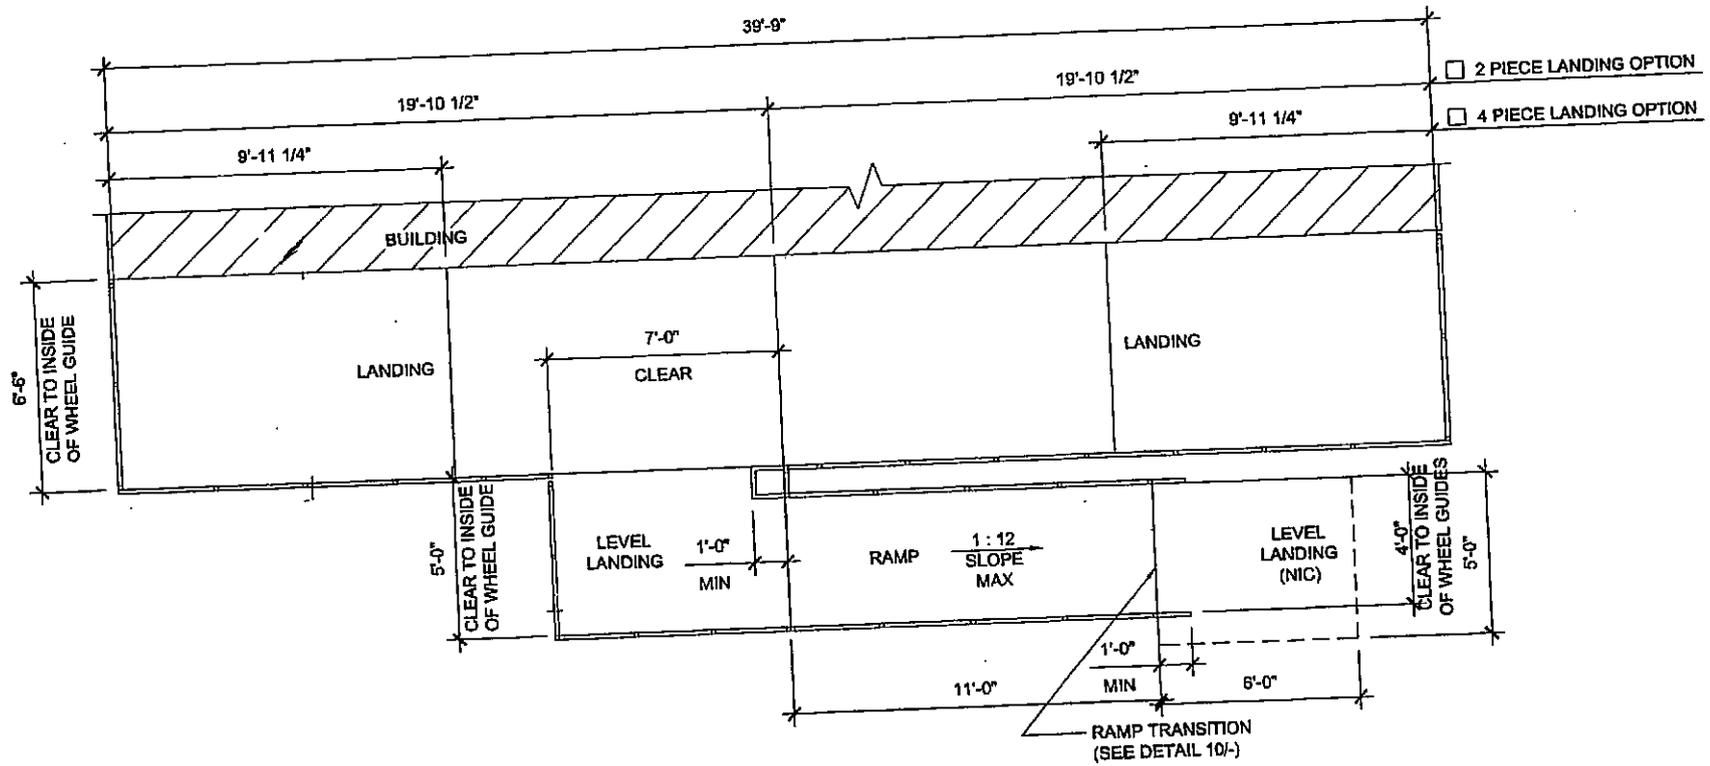 39'-9"
2 PIECE LANDING OPTION
19'-10 1/2"
19'-10 1/2"
4 PIECE LANDING OPTION
9'-11 1/4"
9'-11 1/4"
BUILDING
6'-6"
CLEAR TO INSIDE
OF WHEEL GUIDE
LANDING
7'-0"
CLEAR
LANDING
5'-0"
CLEAR TO INSIDE
OF WHEEL GUIDE
LEVEL
LANDING
1'-0"
MIN
RAMP
1 : 12
SLOPE
MAX
LEVEL
LANDING
(NIC)
4'-0"
CLEAR TO INSIDE
OF WHEEL GUIDES
5'-0"
1'-0"
MIN
11'-0"
6'-0"
RAMP TRANSITION
(SEE DETAIL 10/-)